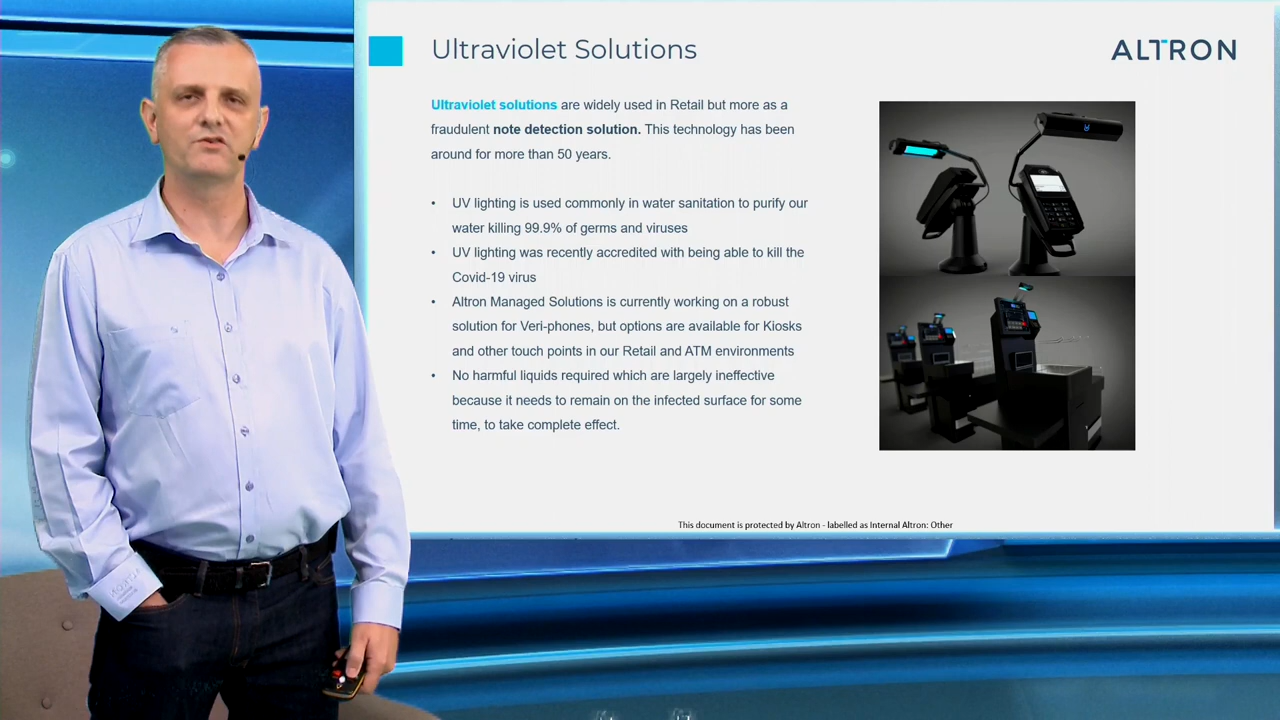 Ultraviolet Solutions
ALTRON
Ultraviolet solutions are widely used in Retail but more as a
fraudulent note detection solution. This technology has been
around for more than 50 years.
• UV lighting is used commonly in water sanitation to purify our
water killing 99.9% of germs and viruses
• UV lighting was recently accredited with being able to kill the
Covid-19 virus
• Altron Managed Solutions is currently working on a robust
solution for Veri-phones, but options are available for Kiosks
and other touch points in our Retail and ATM environments
• No harmful liquids required which are largely ineffective
because it needs to remain on the infected surface for some
time, to take complete effect.
This document is protected by Altron - labelled as Internal Altron: Other